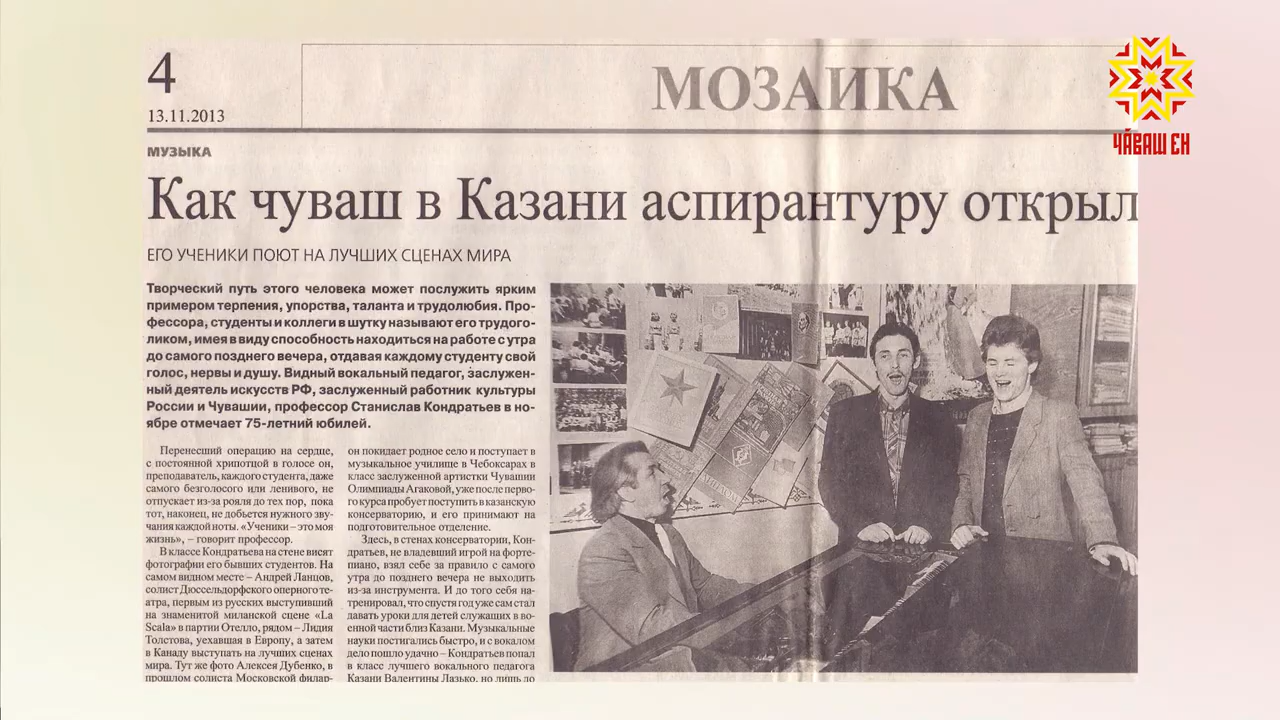 4
13.11.2013
МОЗАИКА
ЧӐВАШ ЕН
МУЗЫКА
Как чуваш в Казани аспирантуру открыл
ЕГО УЧЕНИКИ ПОЮТ НА ЛУЧШИХ СЦЕНАХ МИРА
Творческий путь этого человека может послужить ярким
примером терпения, упорства, таланта и трудолюбия. Про-
фессора, студенты и коллеги в шутку называют его трудого-
ликом, имея в виду способность находиться на работе с утра
до самого позднего вечера, отдавая каждому студенту свой
голос, нервы и душу. Видный вокальный педагог, заслужен-
ный деятель искусств РФ, заслуженный работник культуры
России и Чувашии, профессор Станислав Кондратьев в но-
ябре отмечает 75-летний юбилей.
Перенесший операцию на сердце,
с постоянной хрипотцой в голосе он,
преподаватель, каждого студента, даже
самого безголосого или ленивого, не
отпускает из-за рояля до тех пор, пока
тот, наконец, не добьется нужного зву-
чания каждой ноты. «Ученики – это моя
жизнь», – говорит профессор.
В классе Кондратьева на стене висят
фотографии его бывших студентов. На
самом видном месте – Андрей Ланцов,
солист Дюссельдорфского оперного те-
атра, первым из русских выступивший
на знаменитой миланской сцене «La
Scala» в партии Отелло, рядом – Лидия
Толстова, уехавшая в Европу, а затем
в Канаду выступать на лучших сценах
мира. Тут же фото Алексея Дубенко, в
прошлом солиста Московской филар-
он покидает родное село и поступает в
музыкальное училище в Чебоксарах в
класс заслуженной артистки Чувашии
Олимпиады Агаковой, уже после перво-
го курса пробует поступить в казанскую
консерваторию, и его принимают на
подготовительное отделение.
Здесь, в стенах консерватории, Кон-
дратьев, не владевший игрой на форте-
пиано, взял себе за правило с самого
утра до позднего вечера не выходить
из-за инструмента. И до того себя на-
тренировал, что спустя год уже сам стал
давать уроки для детей служащих в во-
енной части близ Казани. Музыкальные
науки постигались быстро, и с вокалом
дело пошло удачно – Кондратьев попал
в класс лучшего вокального педагога
Казани Валентины Лазько, но лишь до